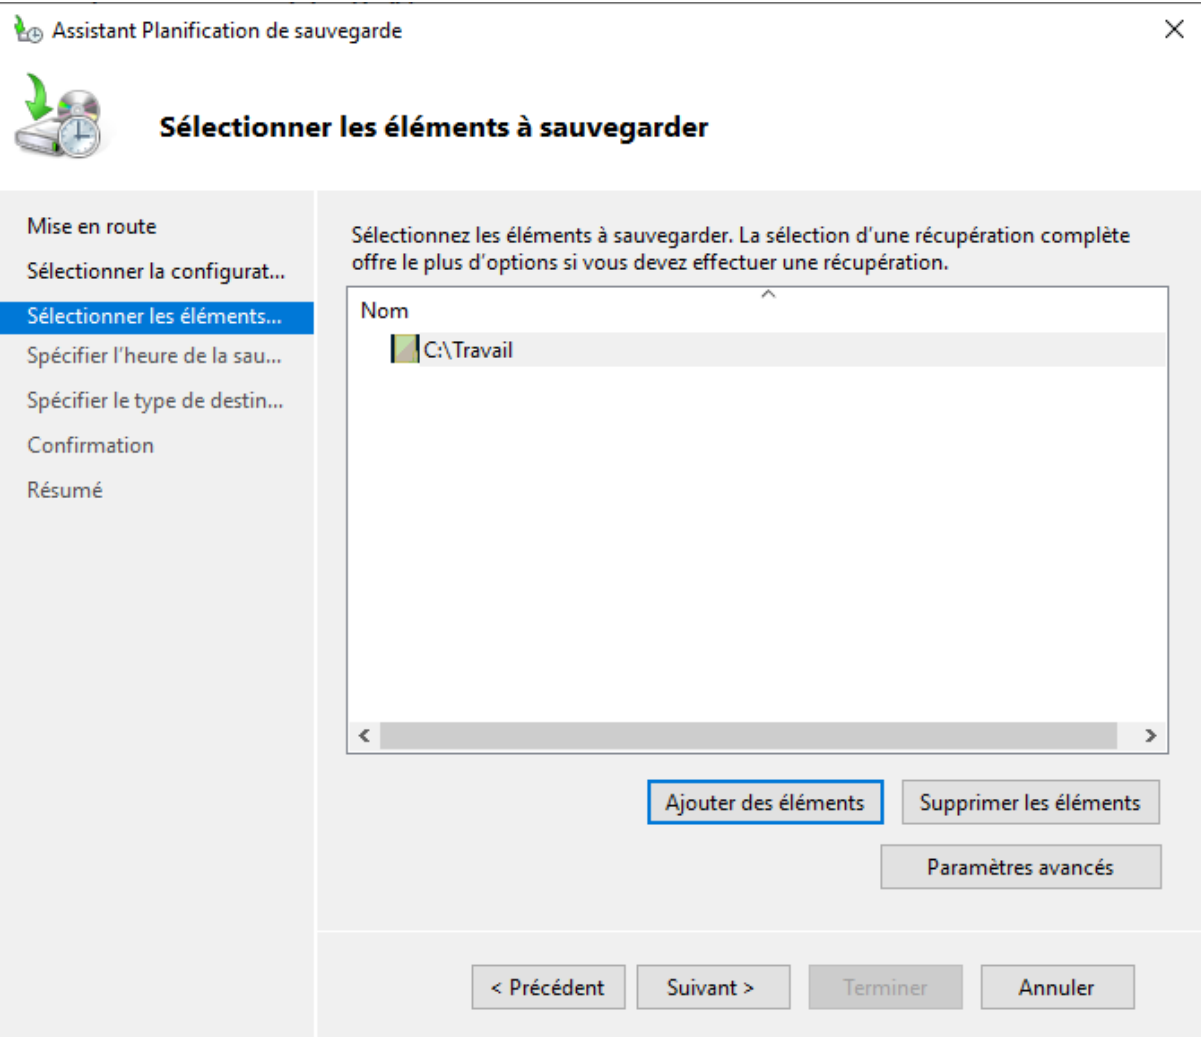 Assistant Planification de sauvegarde
Sélectionner les éléments à sauvegarder
Mise en route
Sélectionner la configurat...
Sélectionner les éléments...
Spécifier l'heure de la sau...
Spécifier le type de destin...
Confirmation
Résumé
Sélectionnez les éléments à sauvegarder. La sélection d'une récupération complète
offre le plus d'options si vous devez effectuer une récupération.
Nom
C:\Travail
Ajouter des éléments
Supprimer les éléments
Paramètres avancés
< Précédent
Suivant >
Terminer
Annuler